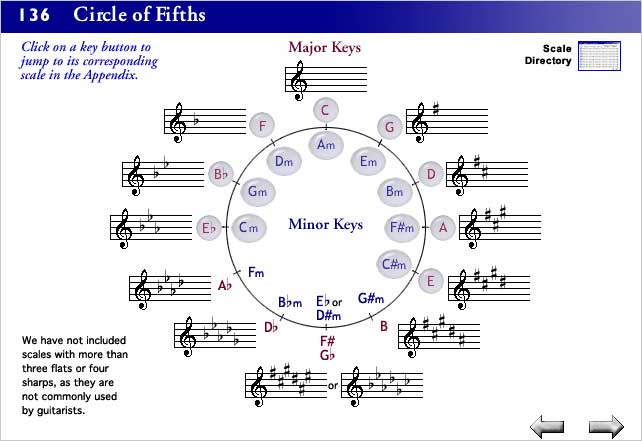 136 Circle of Fifths
Click on a key button to
jump to its corresponding
scale in the Appendix.
Major Keys
Scale
Directory
C
F
G
Am
Dm
Em
B♭
D
Gm
Bm
E♭
Cm
Minor Keys
F#m
A
C#m
Fm
A♭
E
B♭m
E♭ or
D#m
G#m
D♭
B
F#
G♭
or
We have not included
scales with more than
three flats or four
sharps, as they are
not commonly used
by guitarists.